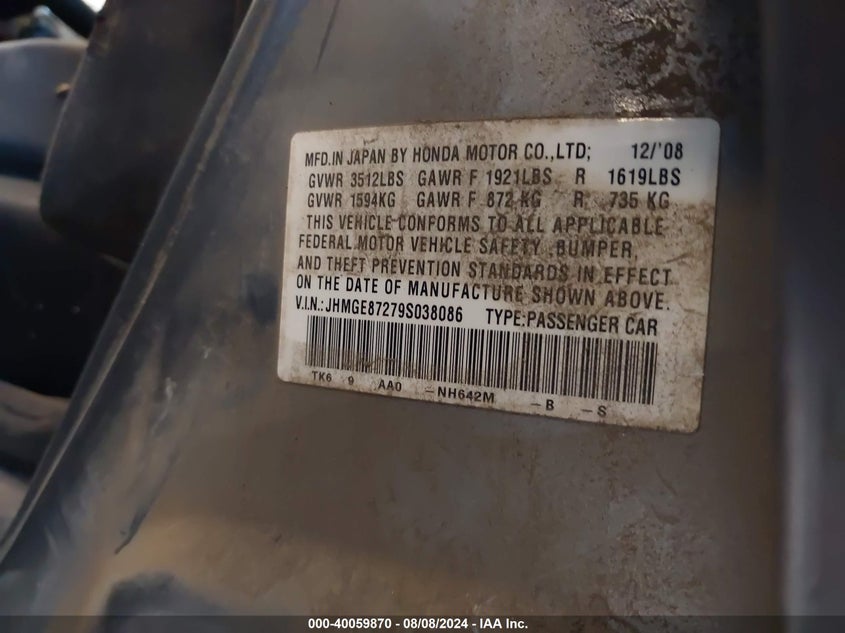 MFD.IN JAPAN BY HONDA MOTOR CO.,LTD; 12/'08
GVWR 3512LBS GAWR F 1921LBS R 1619LBS
GVWR 1594KG GAWR F 872 KG R 735 KG
THIS VEHICLE CONFORMS TO ALL APPLICABLE
FEDERAL MOTOR VEHICLE SAFETY, BUMPER,
AND THEFT PREVENTION STANDARDS IN EFFECT
ON THE DATE OF MANUFACTURE SHOWN ABOVE.
V.I.N.:JHMGE87279S038086 TYPE:PASSENGER CAR
TK6 9 AA0 -NH642M -B -S
000-40059870 - 08/08/2024 - IAA Inc.